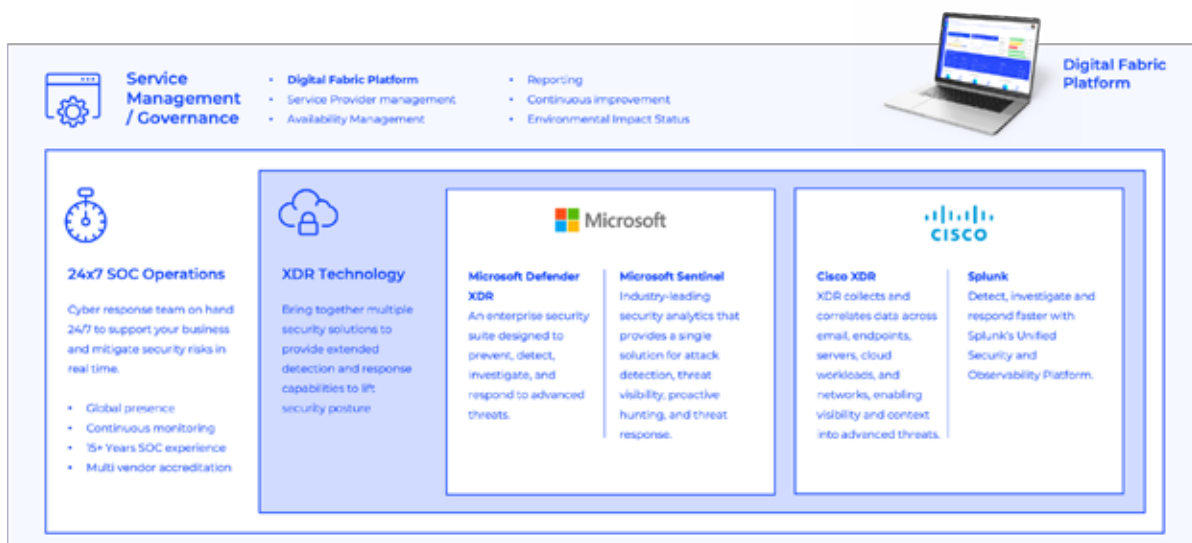 Service
Management
/ Governance
• Digital Fabric Platform
• Service Provider management
• Availability Management
• Reporting
• Continuous improvement
• Environmental Impact Status
Digital Fabric
Platform
24x7 SOC Operations
Cyber response team on hand
24/7 to support your business
and mitigate security risks in
real time.
• Global presence
• Continuous monitoring
• 15+ Years SOC experience
• Multi vendor accreditation
XDR Technology
Bring together multiple
security solutions to
provide extended
detection and response
capabilities to lift
security posture
Microsoft
Microsoft Defender
XDR
An enterprise security
suite designed to
prevent, detect,
investigate, and
respond to advanced
threats.
Microsoft Sentinel
Industry-leading
security analytics that
provides a single
solution for attack
detection, threat
visibility, proactive
hunting, and threat
response.
CISCO
Cisco XDR
XDR collects and
correlates data across
email, endpoints,
servers, cloud
workloads, and
networks, enabling
visibility and context
into advanced threats.
Splunk
Detect, investigate and
respond faster with
Splunk's Unified
Security and
Observability Platform.